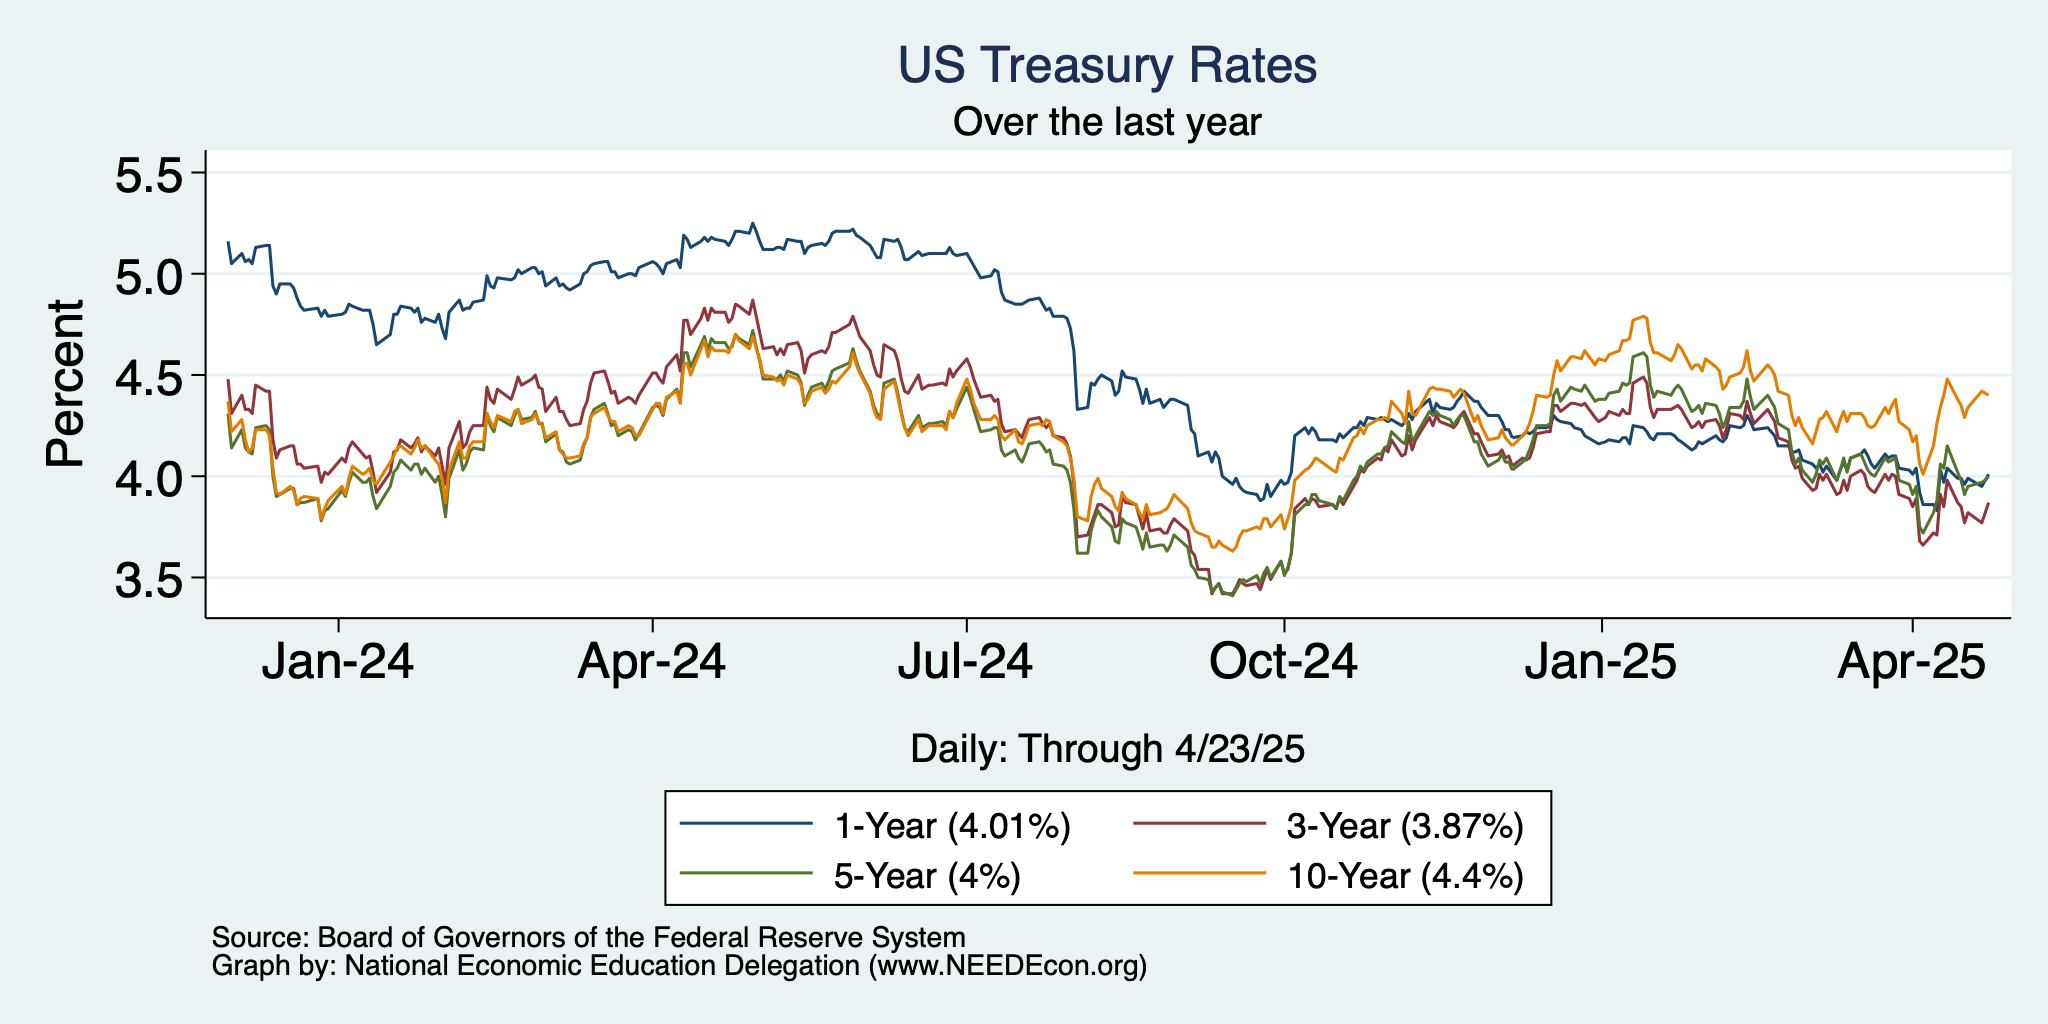 US Treasury Rates
Over the last year
Percent
5.5
5.0
4.5
4.0
3.5
Jan-24 Apr-24 Jul-24 Oct-24 Jan-25 Apr-25
Daily: Through 4/23/25
1-Year (4.01%) 3-Year (3.87%)
5-Year (4%) 10-Year (4.4%)
Source: Board of Governors of the Federal Reserve System
Graph by: National Economic Education Delegation (www.NEEDEcon.org)